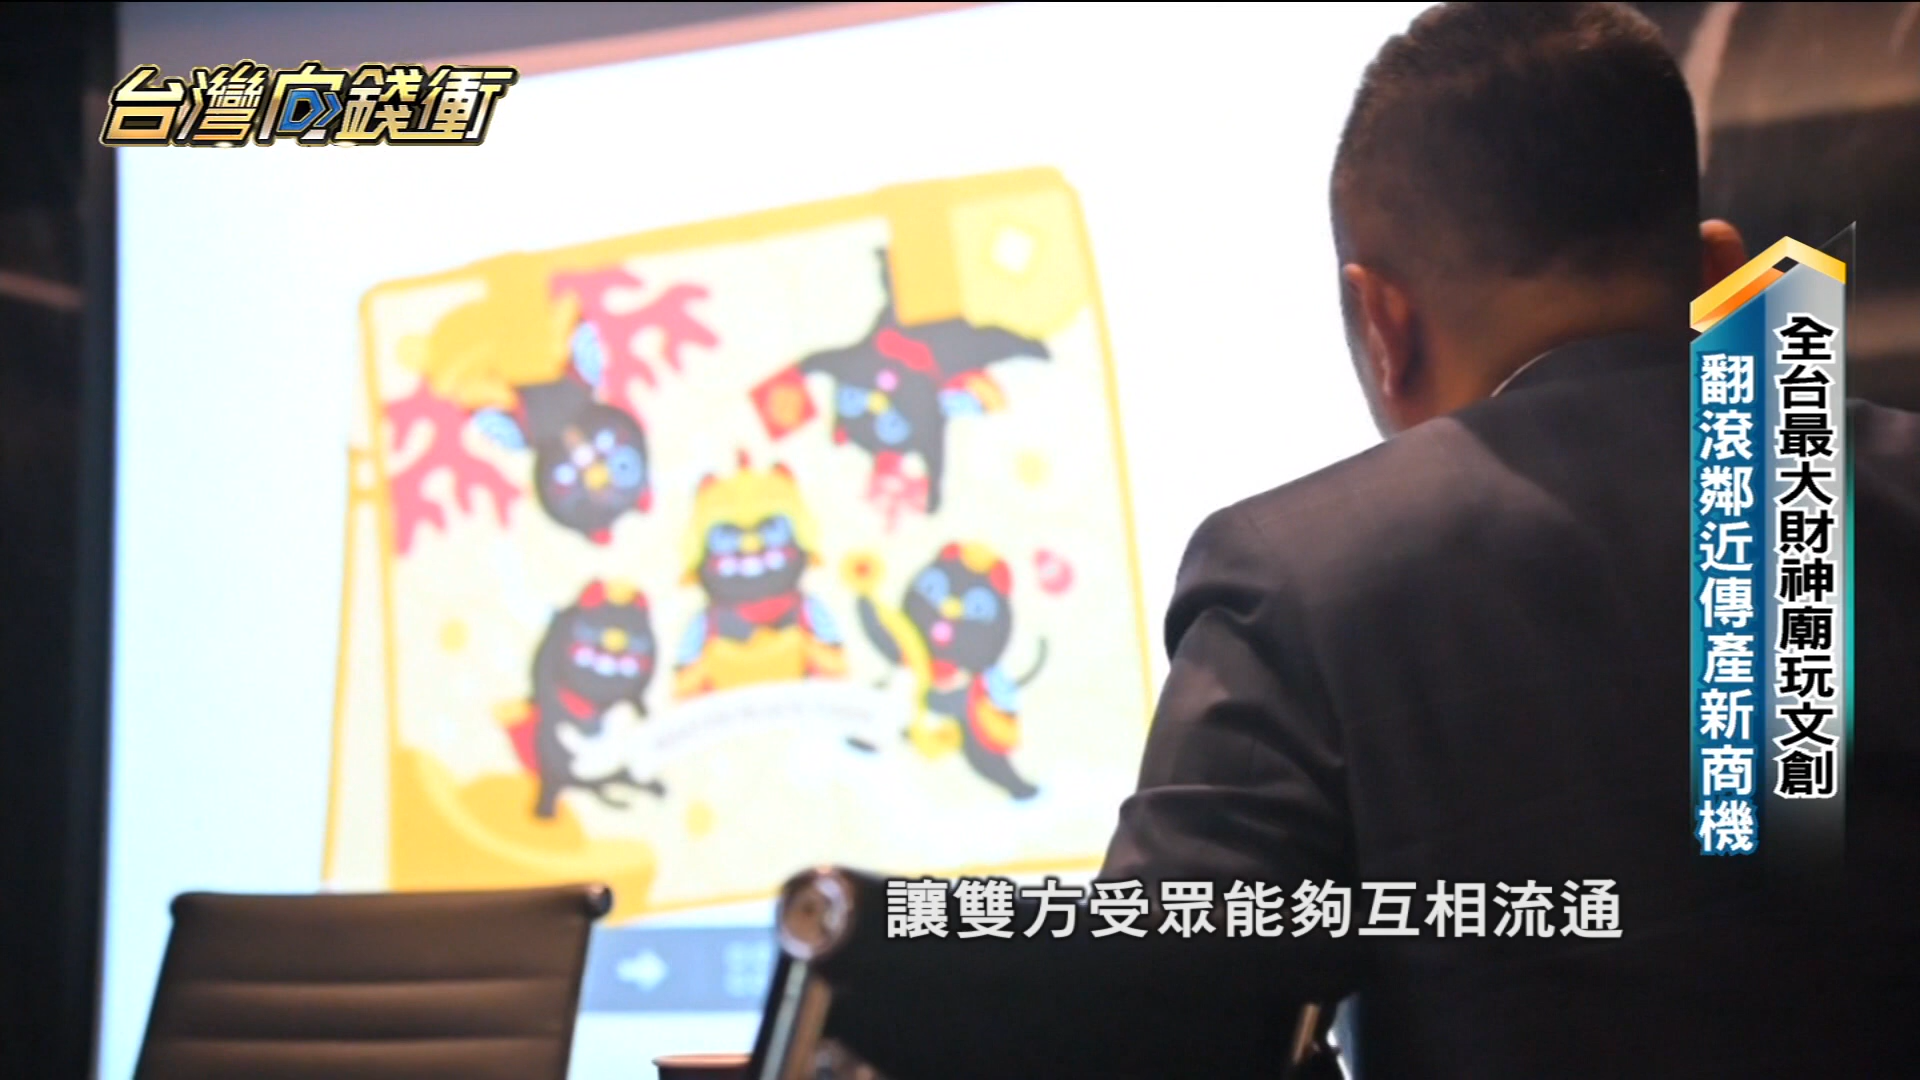 台灣向錢衝
全台最大財神廟玩文創
翻滾鄰近傳產新商機
讓雙方受眾能夠互相流通